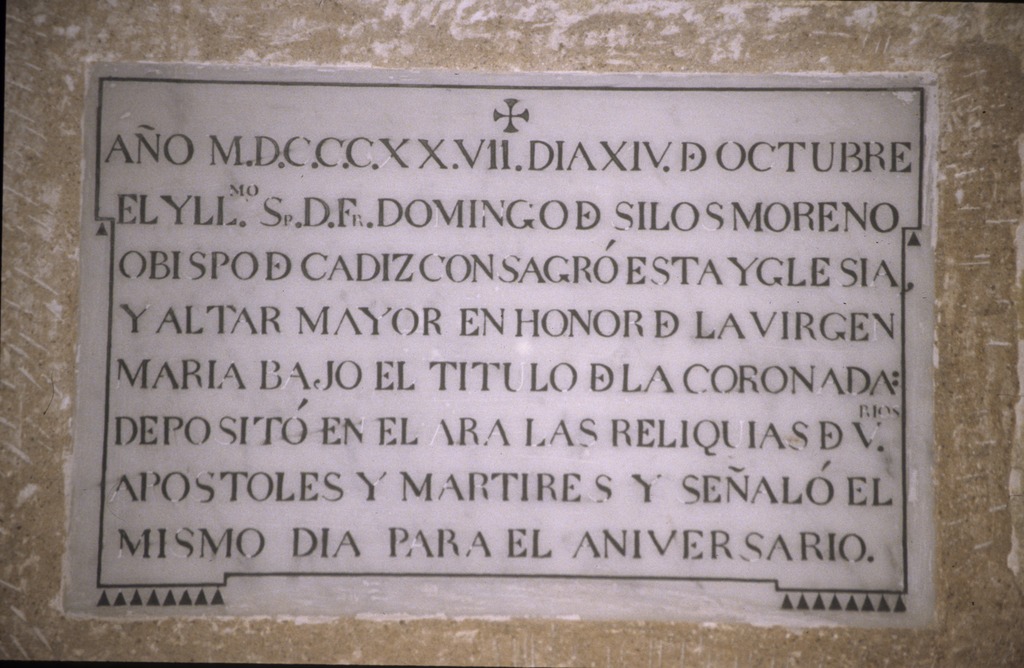 AÑO M.D.C.C.C.XX.VII. DIA XIV. Đ OCTUBRE
EL YLL.MO Sr. D. Fr. DOMINGO Đ SILOS MORENO
OBISPO Đ CADIZ CONSAGRÓ ESTA YGLESIA,
Y ALTAR MAYOR EN HONOR Đ LA VIRGEN
MARIA BAJO EL TITULO Đ LA CORONADA:
DEPOSITÓ EN EL ARA LAS RELIQUIAS Đ V.RIOS
APOSTOLES Y MARTIRES Y SEÑALÓ EL
MISMO DIA PARA EL ANIVERSARIO.